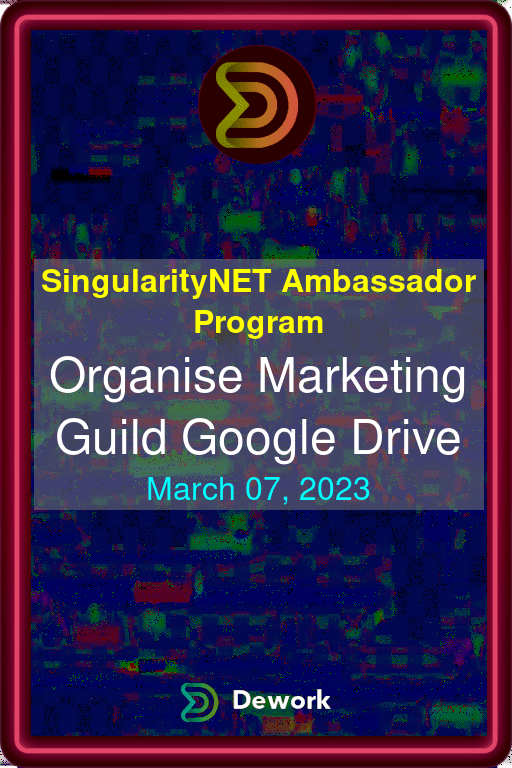 SingularityNET Ambassador
Program
Organise Marketing
Guild Google Drive
March 07, 2023
Dework